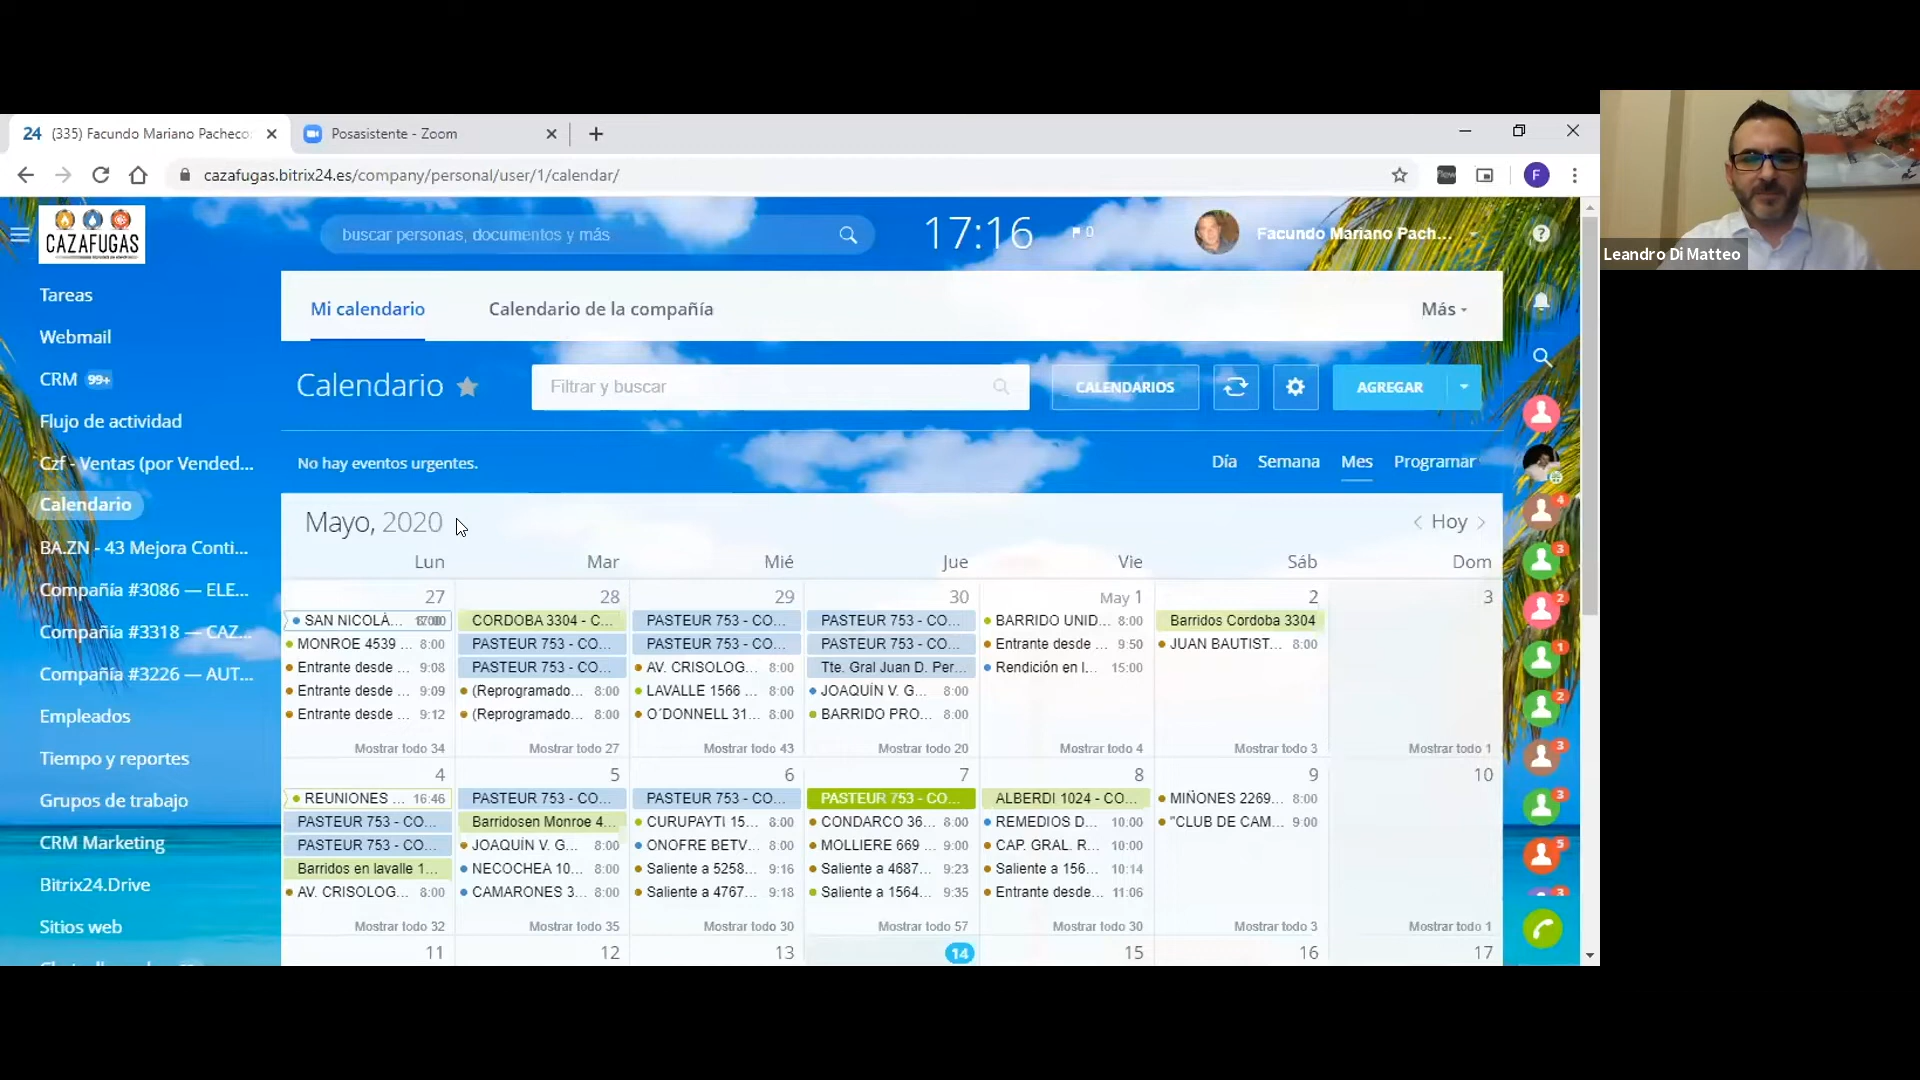 24 (335) Facundo Mariano Pacheco
Posasistente - Zoom
cazafugas.bitrix24.es/company/personal/user/1/calendar/
F
Leandro Di Matteo
CAZAFUGAS
buscar personas, documentos y más
17:16
0
Facundo Mariano Pach...
Tareas
Webmail
CRM 99+
Flujo de actividad
Czf - Ventas (por Vended...
Calendario
BA.ZN - 43 Mejora Conti...
Compañía #3086 — ELE...
Compañía #3318 — CAZ...
Compañía #3226 — AUT...
Empleados
Tiempo y reportes
Grupos de trabajo
CRM Marketing
Bitrix24.Drive
Sitios web
Mi calendario
Calendario de la compañía
Más
Calendario
Filtrar y buscar
CALENDARIOS
AGREGAR
No hay eventos urgentes.
Día Semana Mes Programar
Mayo, 2020
Hoy
Lun Mar Mié Jue Vie Sáb Dom
27 28 29 30 May 1 2 3
SAN NICOLÁ...
CORDOBA 3304 - C...
PASTEUR 753 - CO...
PASTEUR 753 - CO...
BARRIDO UNID... 8:00
Barridos Cordoba 3304
MONROE 4539 ... 8:00
PASTEUR 753 - CO...
PASTEUR 753 - CO...
PASTEUR 753 - CO...
Entrante desde ... 9:50
JUAN BAUTIST... 8:00
Entrante desde ... 9:08
PASTEUR 753 - CO...
AV. CRISOLOG... 8:00
Tte. Gral Juan D. Per...
Rendición en l... 15:00
Entrante desde ... 9:09
(Reprogramado... 8:00
LAVALLE 1566 ... 8:00
JOAQUÍN V. G... 8:00
Entrante desde ... 9:12
(Reprogramado... 8:00
O´DONNELL 31... 8:00
BARRIDO PRO... 8:00
Mostrar todo 34
Mostrar todo 27
Mostrar todo 43
Mostrar todo 20
Mostrar todo 4
Mostrar todo 3
Mostrar todo 1
4 5 6 7 8 9 10
REUNIONES ... 16:46
PASTEUR 753 - CO...
PASTEUR 753 - CO...
PASTEUR 753 - CO...
ALBERDI 1024 - CO...
MIÑONES 2269... 8:00
PASTEUR 753 - CO...
Barridosen Monroe 4...
CURUPAYTI 15... 8:00
CONDARCO 36... 8:00
REMEDIOS D... 10:00
"CLUB DE CAM... 9:00
PASTEUR 753 - CO...
JOAQUÍN V. G... 8:00
ONOFRE BETV... 8:00
MOLLIERE 669 ... 9:00
CAP. GRAL. R... 10:00
Barridos en lavalle 1...
NECOCHEA 10... 8:00
Saliente a 5258... 9:16
Saliente a 4687... 9:23
Saliente a 156... 10:14
AV. CRISOLOG... 8:00
CAMARONES 3... 8:00
Saliente a 4767... 9:18
Saliente a 1564... 9:35
Entrante desde... 11:06
Mostrar todo 32
Mostrar todo 35
Mostrar todo 30
Mostrar todo 57
Mostrar todo 30
Mostrar todo 3
Mostrar todo 1
11 12 13 14 15 16 17
4
3
2
1
2
3
3
5
3